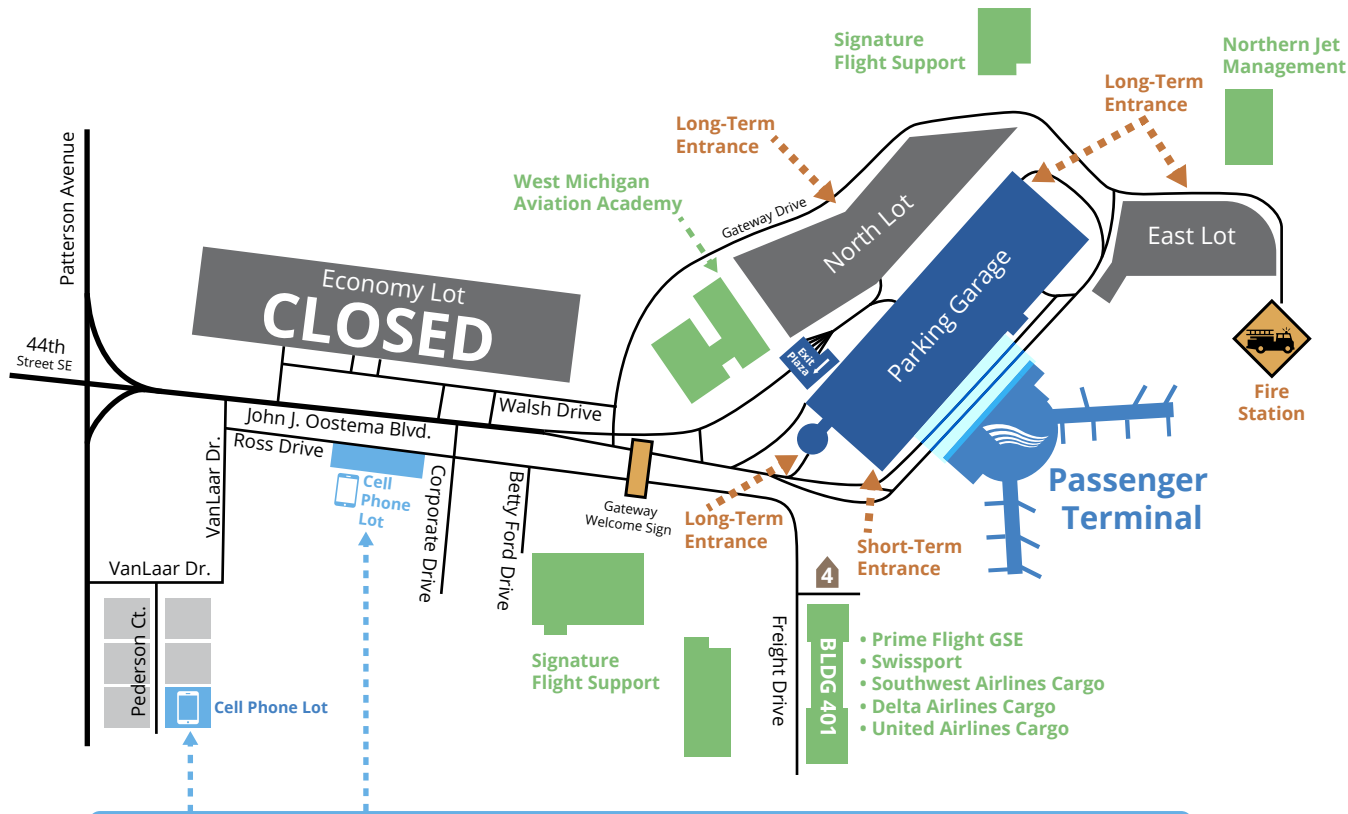 Signature
Flight Support
Northern Jet
Management
Long-Term
Entrance
Long-Term
Entrance
Patterson Avenue
West Michigan
Aviation Academy
Gateway Drive
North Lot
East Lot
Economy Lot
CLOSED
Parking Garage
Exit
Plaza
44th
Street SE
Fire
Station
Walsh Drive
John J. Oostema Blvd.
Ross Drive
VanLaar Dr.
Cell
Phone
Lot
Corporate Drive
Betty Ford Drive
Gateway
Welcome Sign
Long-Term
Entrance
Short-Term
Entrance
Passenger
Terminal
VanLaar Dr.
4
Pederson Ct.
Cell Phone Lot
Signature
Flight Support
Freight Drive
BLDG 401
• Prime Flight GSE
• Swissport
• Southwest Airlines Cargo
• Delta Airlines Cargo
• United Airlines Cargo